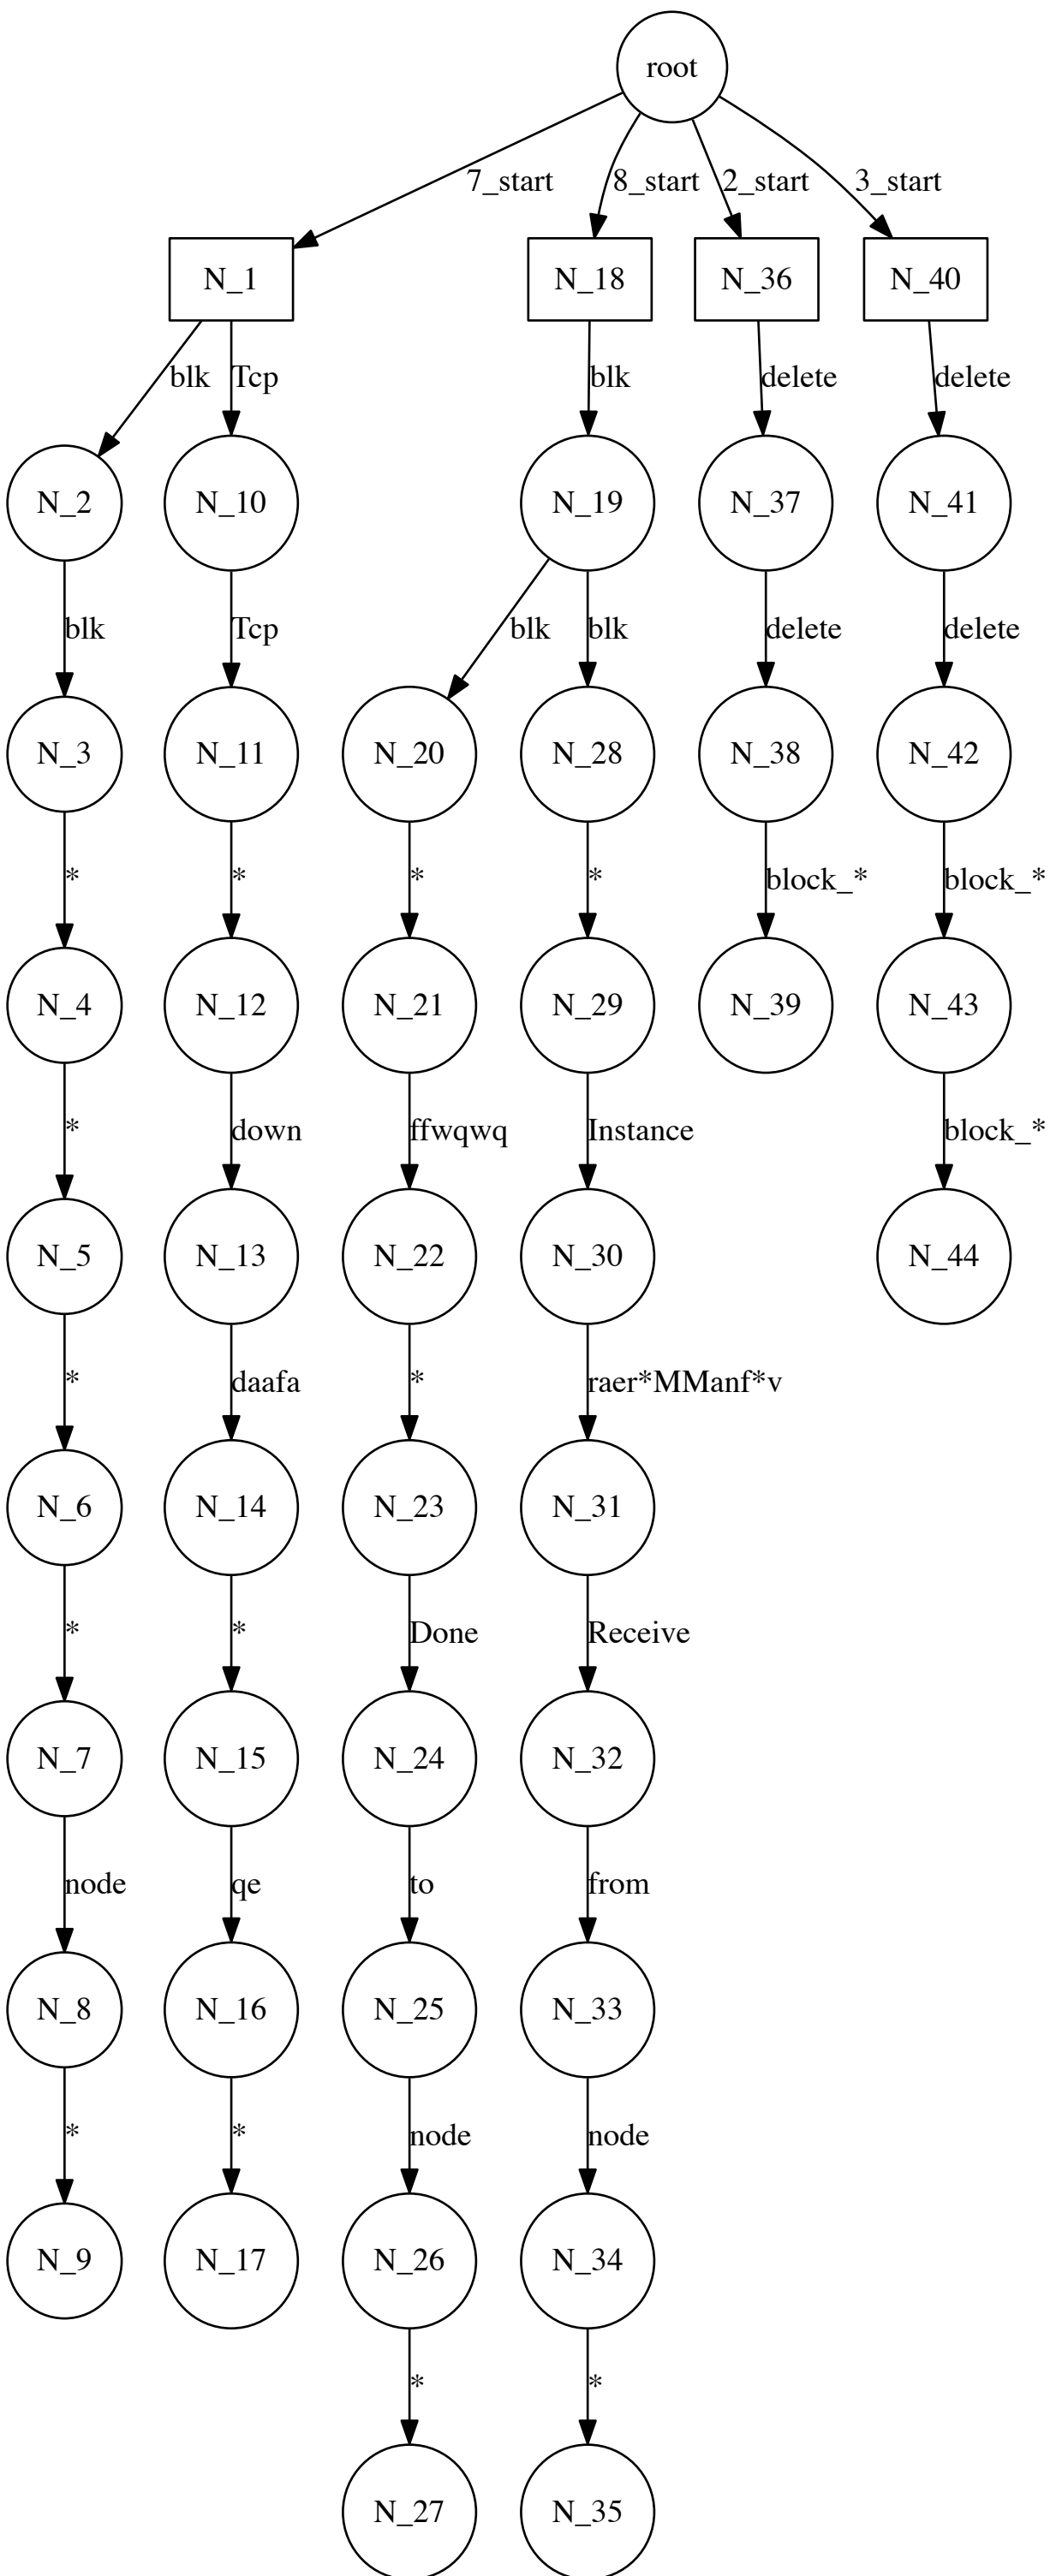 root
7_start 8_start 2_start 3_start
N_1 N_18 N_36 N_40
blk Tcp blk delete delete
N_2 N_10 N_19 N_37 N_41
blk Tcp blk blk delete delete
N_3 N_11 N_20 N_28 N_38 N_42
* * * * block_* block_*
N_4 N_12 N_21 N_29 N_39 N_43
* down ffwqwq Instance block_*
N_5 N_13 N_22 N_30 N_44
* daafa * raer*MManf*v
N_6 N_14 N_23 N_31
* * Done Receive
N_7 N_15 N_24 N_32
node qe to from
N_8 N_16 N_25 N_33
* * node node
N_9 N_17 N_26 N_34
* *
N_27 N_35